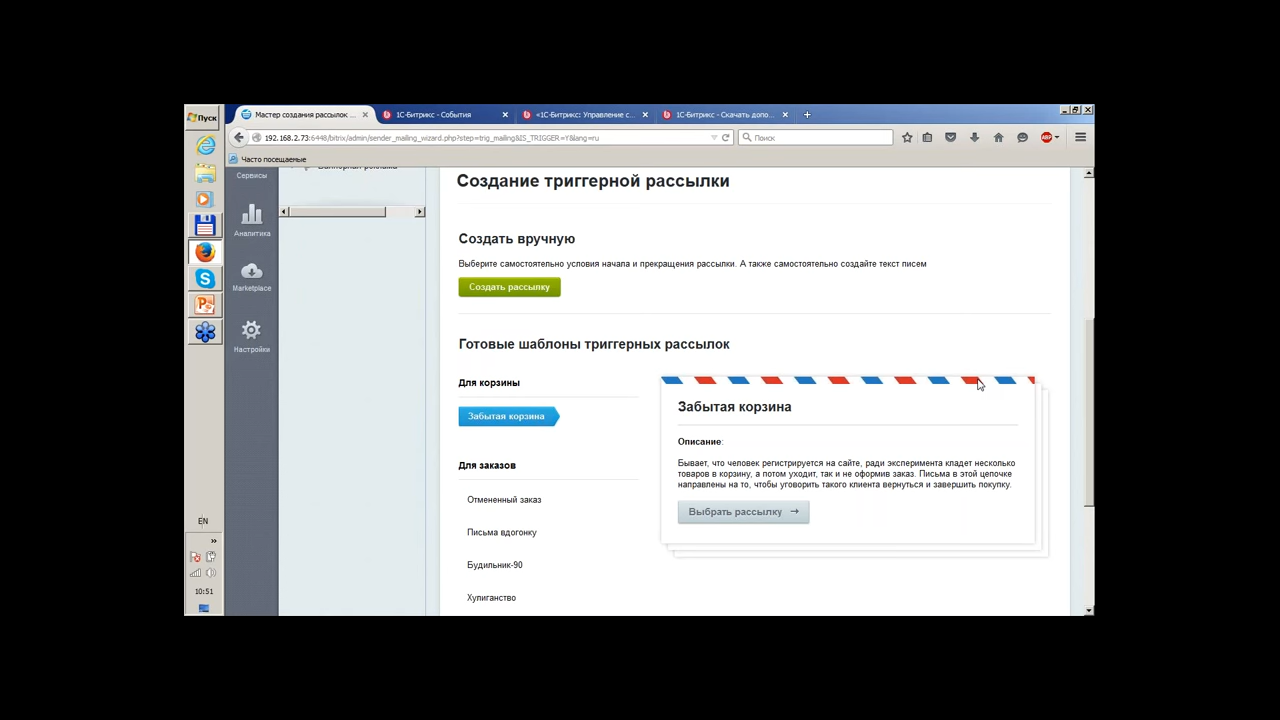 Пуск
Мастер создания рассылок ...
1С-Битрикс - События
«1С-Битрикс: Управление с...
1С-Битрикс - Скачать допо...
192.168.2.73:6448/bitrix/admin/sender_mailing_wizard.php?step=trig_mailing&IS_TRIGGER=Y&lang=ru
Поиск
ABP
Часто посещаемые
Сервисы
Аналитика
Marketplace
Настройки
Создание триггерной рассылки
Создать вручную
Выберите самостоятельно условия начала и прекращения рассылки. А также самостоятельно создайте текст писем
Создать рассылку
Готовые шаблоны триггерных рассылок
Для корзины
Забытая корзина
Для заказов
Отмененный заказ
Письма вдогонку
Будильник-90
Хулиганство
Забытая корзина
Описание:
Бывает, что человек регистрируется на сайте, ради эксперимента кладет несколько
товаров в корзину, а потом уходит, так и не оформив заказ. Письма в этой цепочке
направлены на то, чтобы уговорить такого клиента вернуться и завершить покупку.
Выбрать рассылку →
EN
»
10:51